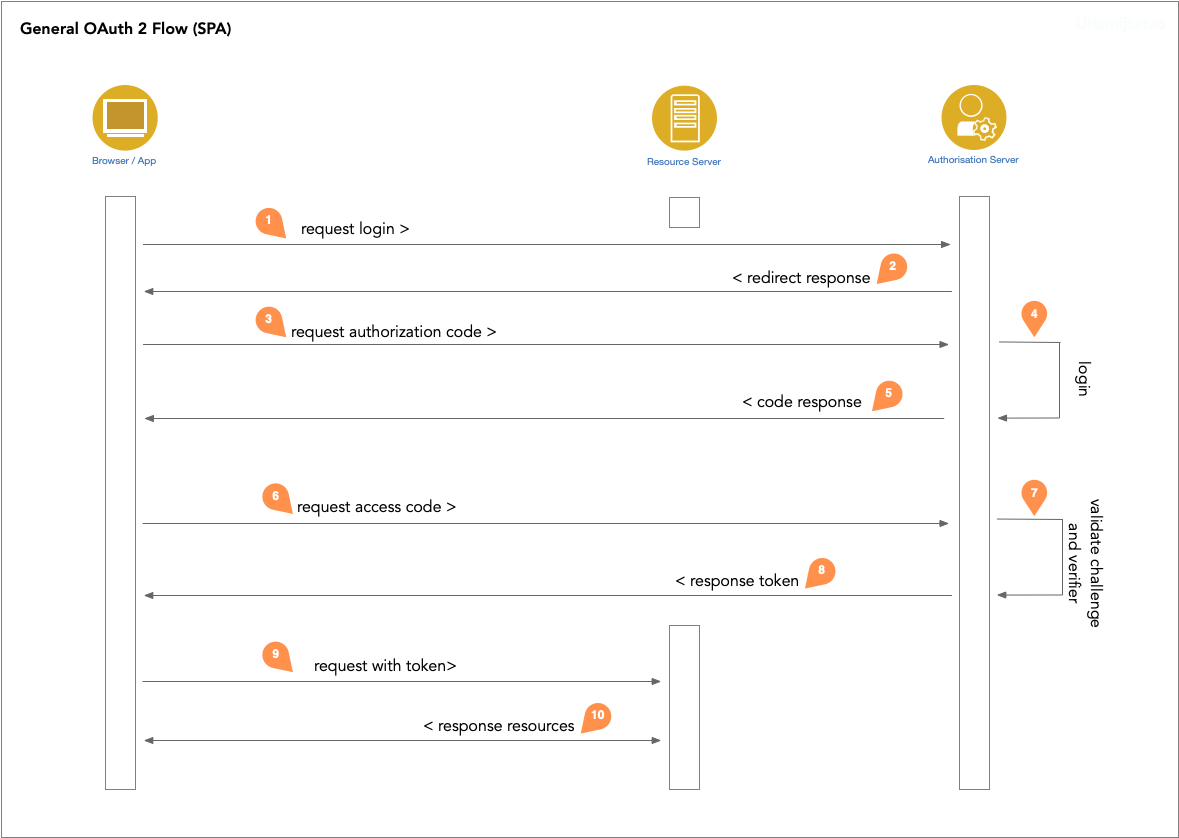 General OAuth 2 Flow (SPA)
Browser / App
Resource Server
Authorisation Server
1
request login >
2
< redirect response
3
request authorization code >
4
login
5
< code response
6
request access code >
7
validate challenge
and verifier
8
< response token
9
request with token>
10
< response resources